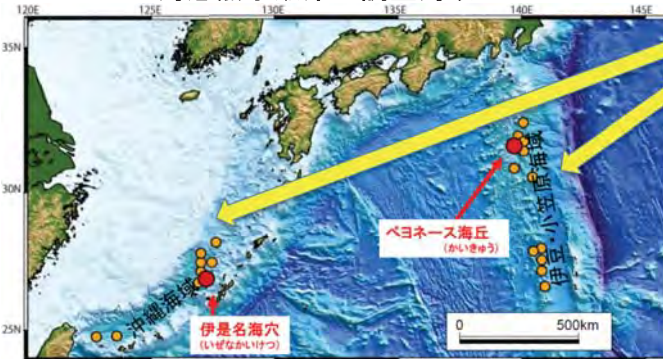 120E 125E 130E 135E 140E 145E
35N
30N
25N
ベヨネース海丘
(かいきゅう)
伊豆・小笠原海域
沖縄海域
伊是名海穴
(いぜなかいけつ)
0 500km